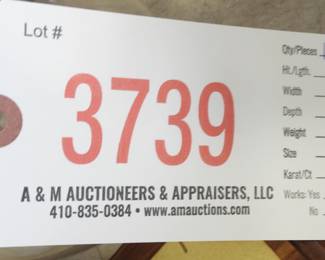 Lot #
3739
A & M AUCTIONEERS & APPRAISERS, LLC
410-835-0384 • www.amauctions.com
Qty/Pieces
Ht./Lgth.
Width
Depth
Weight
Size
Karat/Ct
Works: Yes
No